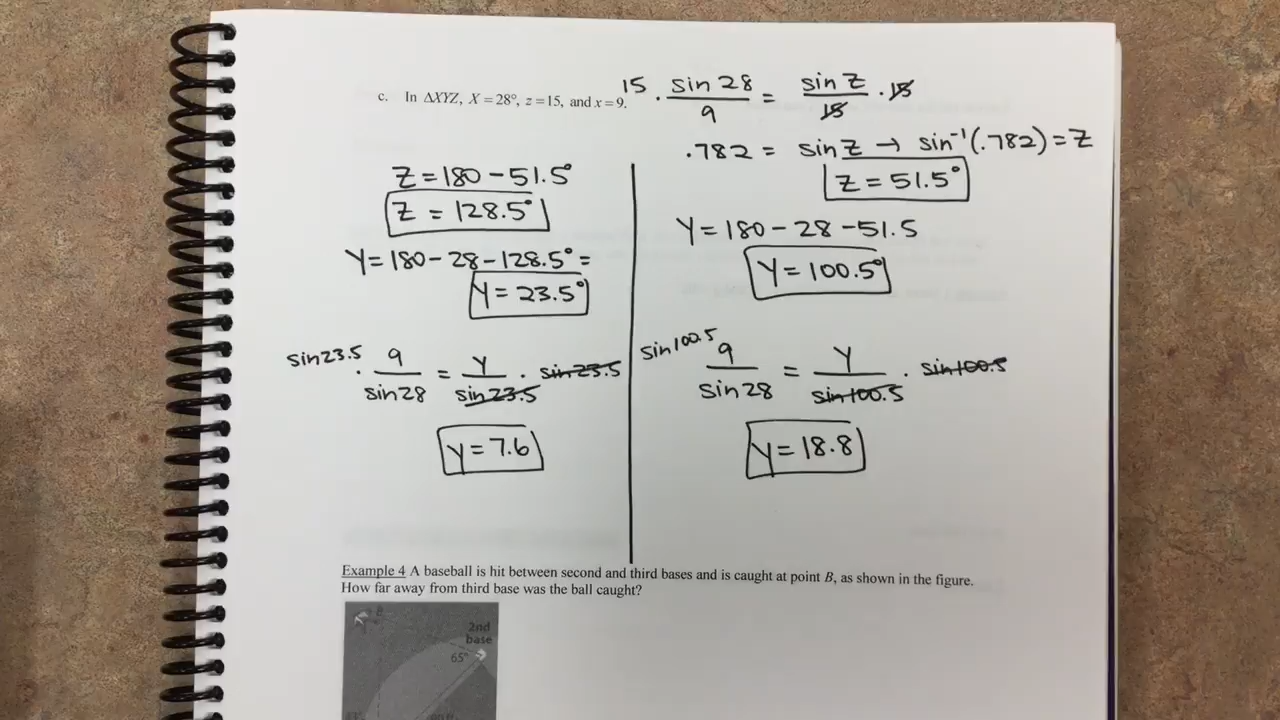 c. In ΔXYZ, X = 28°, z = 15, and x = 9.
15 · sin 28 / 9 = sin Z / 15 · 15
.782 = sin Z → sin⁻¹(.782) = Z
Z = 51.5°
Y = 180 - 28 - 51.5
Y = 100.5°
sin100.5 9 / sin 28 = Y / sin100.5 · sin100.5
Y = 18.8
Z = 180 - 51.5°
Z = 128.5°
Y = 180 - 28 - 128.5° =
Y = 23.5°
sin23.5 · 9 / sin28 = Y / sin23.5 · sin23.5
Y = 7.6
Example 4 A baseball is hit between second and third bases and is caught at point B, as shown in the figure.
How far away from third base was the ball caught?
B
2nd
base
65°